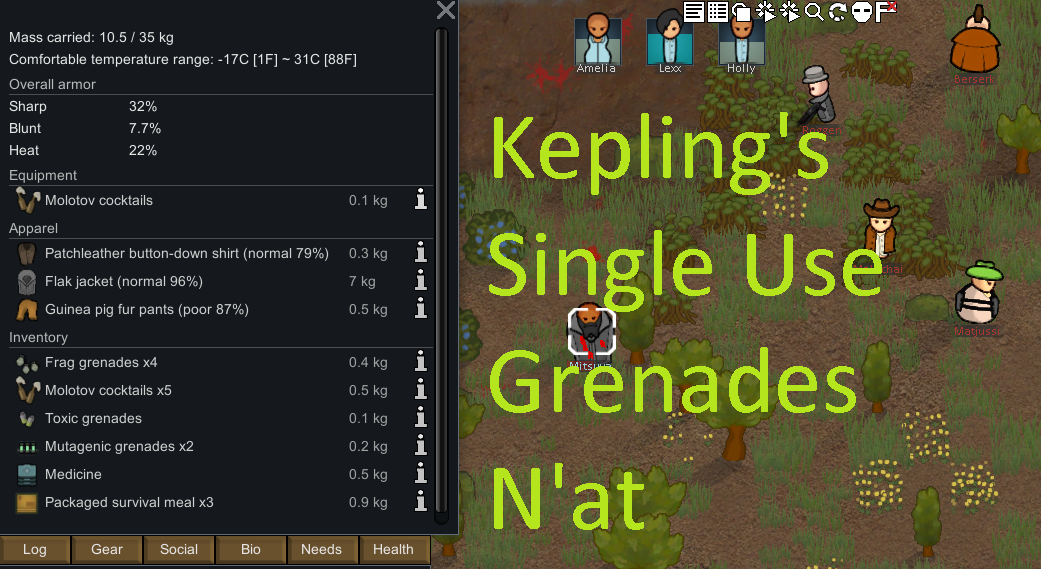 Mass carried: 10.5 / 35 kg
Comfortable temperature range: -17C [1F] ~ 31C [88F]
Overall armor
Sharp 32%
Blunt 7.7%
Heat 22%
Equipment
Molotov cocktails 0.1 kg
Apparel
Patchleather button-down shirt (normal 79%) 0.3 kg
Flak jacket (normal 96%) 7 kg
Guinea pig fur pants (poor 87%) 0.5 kg
Inventory
Frag grenades x4 0.4 kg
Molotov cocktails x5 0.5 kg
Toxic grenades 0.1 kg
Mutagenic grenades x2 0.2 kg
Medicine 0.5 kg
Packaged survival meal x3 0.9 kg
Log Gear Social Bio Needs Health
Amelia Lexx Holly
Berserk
Kepling's
Single Use
Matjussi
Grenades
N'at